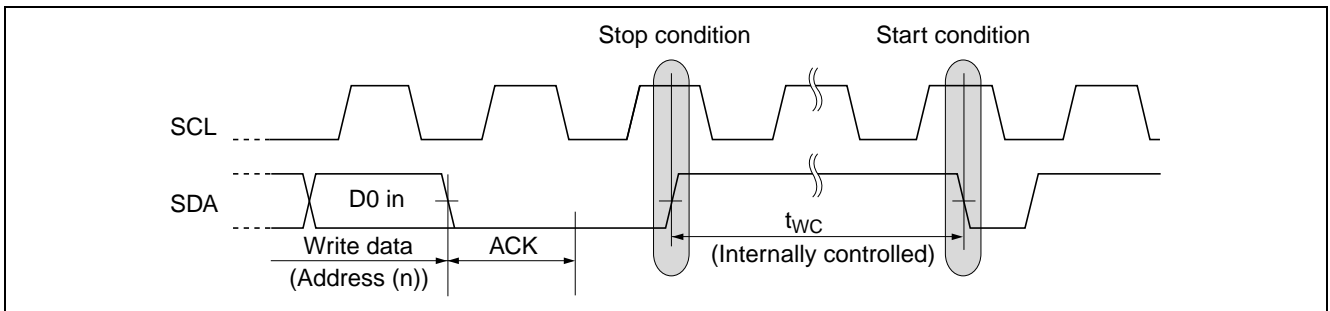 Stop condition
Start condition
SCL
SDA
D0 in
Write data
(Address (n))
ACK
tWC
(Internally controlled)